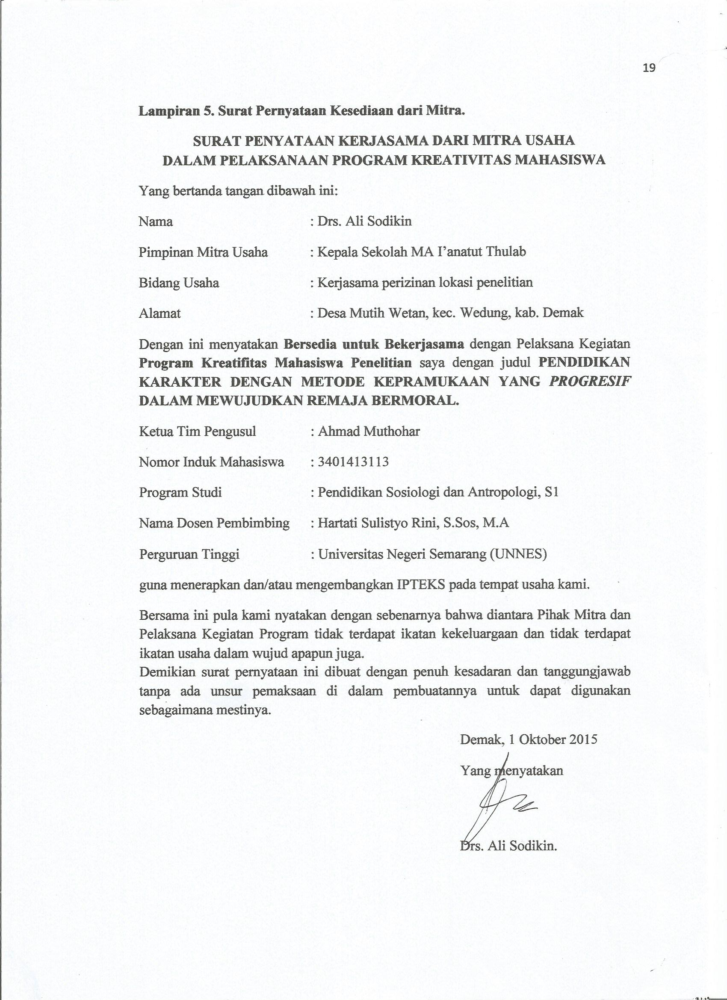 19
Lampiran 5. Surat Pernyataan Kesediaan dari Mitra.
SURAT PENYATAAN KERJASAMA DARI MITRA USAHA
DALAM PELAKSANAAN PROGRAM KREATIVITAS MAHASISWA
Yang bertanda tangan dibawah ini:
Nama : Drs. Ali Sodikin
Pimpinan Mitra Usaha : Kepala Sekolah MA I'anatut Thulab
Bidang Usaha : Kerjasama perizinan lokasi penelitian
Alamat : Desa Mutih Wetan, kec. Wedung, kab. Demak
Dengan ini menyatakan Bersedia untuk Bekerjasama dengan Pelaksana Kegiatan
Program Kreatifitas Mahasiswa Penelitian saya dengan judul PENDIDIKAN
KARAKTER DENGAN METODE KEPRAMUKAAN YANG PROGRESIF
DALAM MEWUJUDKAN REMAJA BERMORAL.
Ketua Tim Pengusul : Ahmad Muthohar
Nomor Induk Mahasiswa : 3401413113
Program Studi : Pendidikan Sosiologi dan Antropologi, S1
Nama Dosen Pembimbing : Hartati Sulistyo Rini, S.Sos, M.A
Perguruan Tinggi : Universitas Negeri Semarang (UNNES)
guna menerapkan dan/atau mengembangkan IPTEKS pada tempat usaha kami.
Bersama ini pula kami nyatakan dengan sebenarnya bahwa diantara Pihak Mitra dan
Pelaksana Kegiatan Program tidak terdapat ikatan kekeluargaan dan tidak terdapat
ikatan usaha dalam wujud apapun juga.
Demikian surat pernyataan ini dibuat dengan penuh kesadaran dan tanggungjawab
tanpa ada unsur pemaksaan di dalam pembuatannya untuk dapat digunakan
sebagaimana mestinya.
Demak, 1 Oktober 2015
Yang menyatakan
Drs. Ali Sodikin.